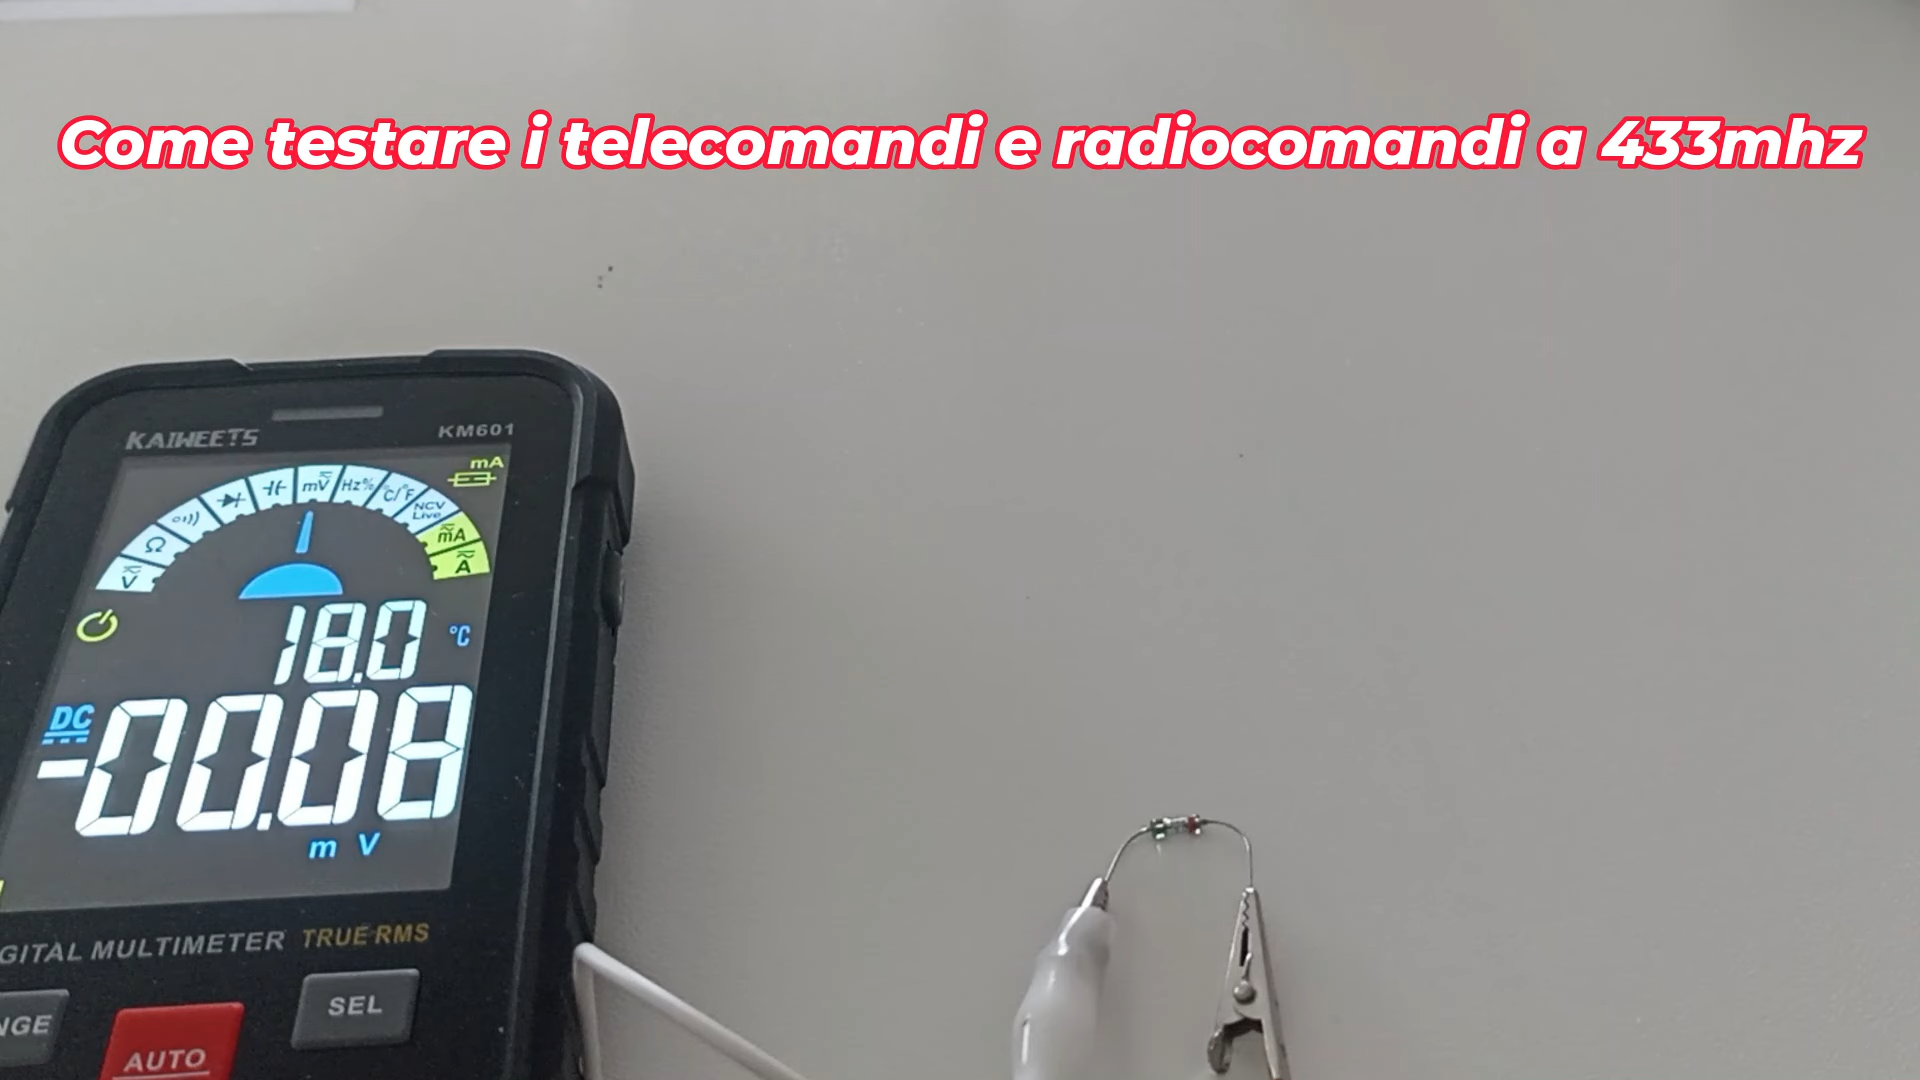 Come testare i telecomandi e radiocomandi a 433mhz
KAIWEETS KM601
mA
V Ω mV Hz% °C/°F NCV Live mA A
18.0 °C
DC
-00.08
m V
GITAL MULTIMETER TRUE RMS
NGE AUTO SEL